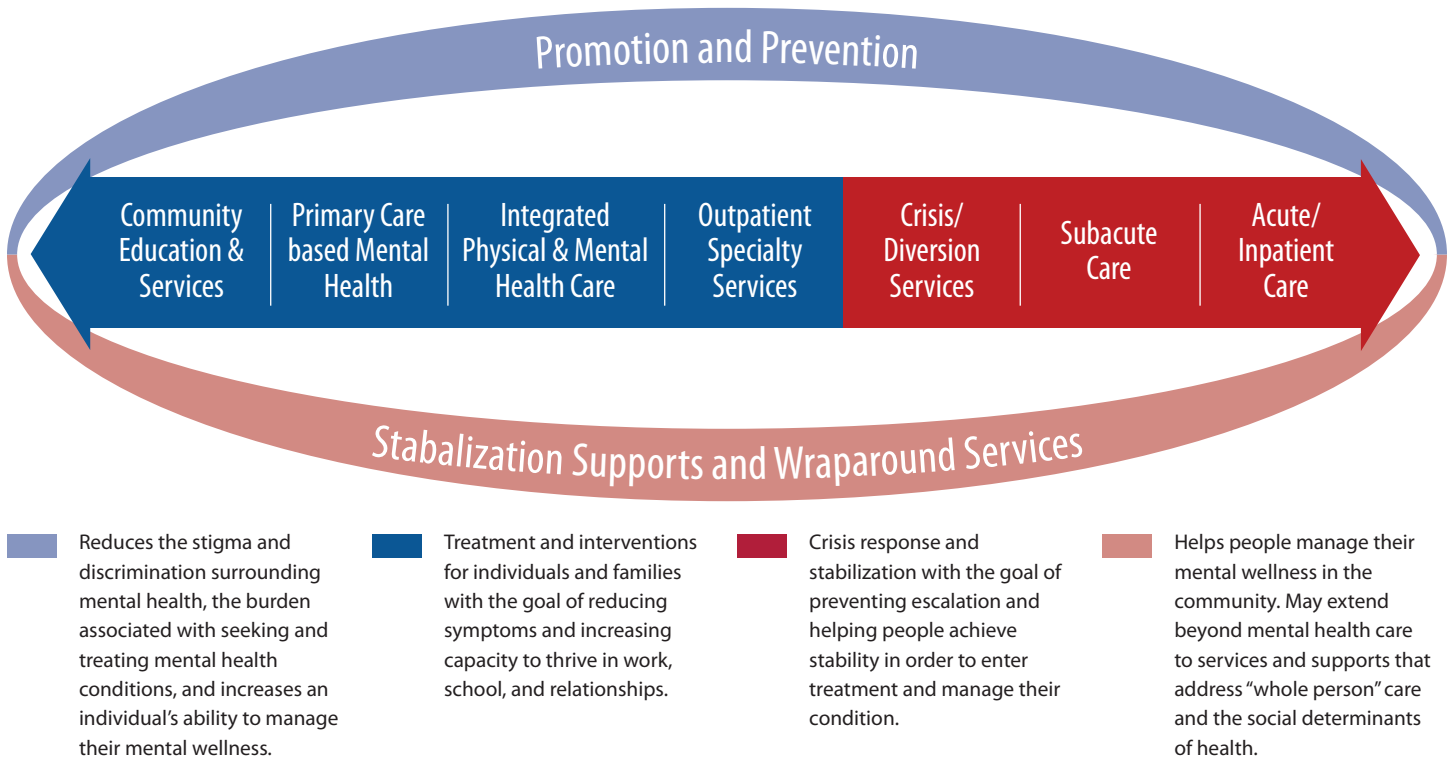 Promotion and Prevention
Community
Education &
Services
Primary Care
based Mental
Health
Integrated
Physical & Mental
Health Care
Outpatient
Specialty
Services
Crisis/
Diversion
Services
Subacute
Care
Acute/
Inpatient
Care
Stabalization Supports and Wraparound Services
Reduces the stigma and
discrimination surrounding
mental health, the burden
associated with seeking and
treating mental health
conditions, and increases an
individual’s ability to manage
their mental wellness.
Treatment and interventions
for individuals and families
with the goal of reducing
symptoms and increasing
capacity to thrive in work,
school, and relationships.
Crisis response and
stabilization with the goal of
preventing escalation and
helping people achieve
stability in order to enter
treatment and manage their
condition.
Helps people manage their
mental wellness in the
community. May extend
beyond mental health care
to services and supports that
address “whole person” care
and the social determinants
of health.